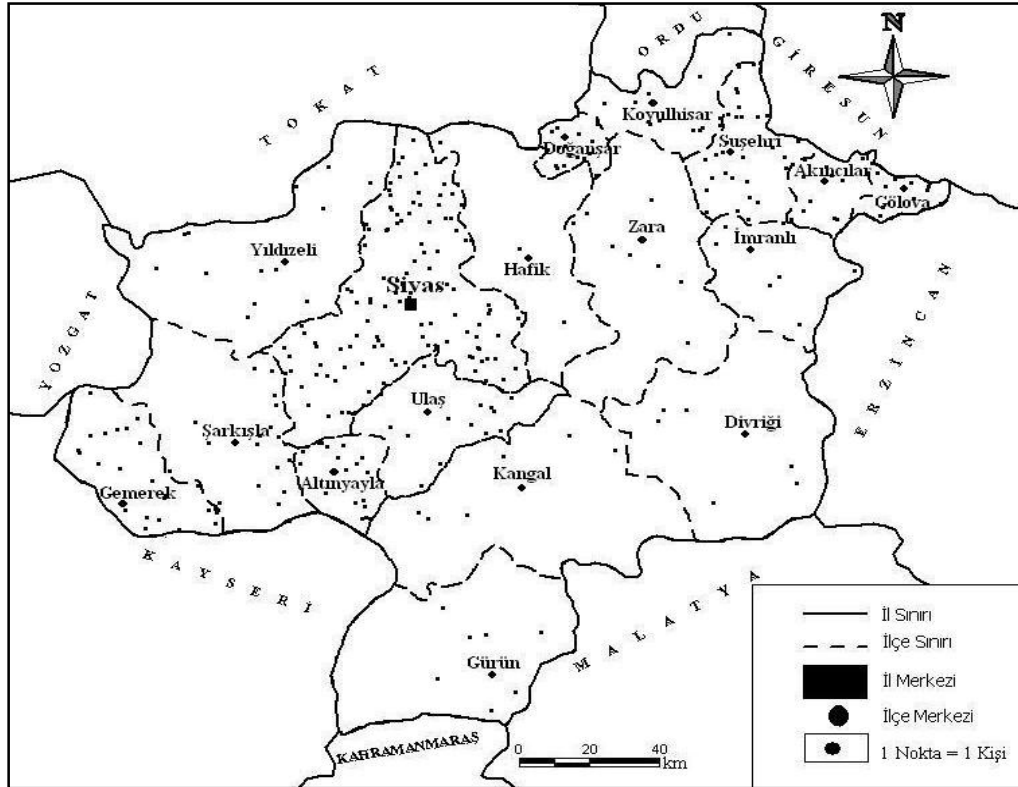 N
ORDU
GİRESUN
TOKAT
Koyulhisar
Doğanşar
Suşehri
Akıncılar
Gölova
Zara
İmranlı
Yıldızeli
Hafik
Sivas
YOZGAT
ERZİNCAN
Ulaş
Şarkışla
Divriği
Altınyayla
Kangal
Gemerek
KAYSERİ
MALATYA
Gürün
KAHRAMANMARAŞ
0 20 40
km
İl Sınırı
İlçe Sınırı
İl Merkezi
İlçe Merkezi
1 Nokta = 1 Kişi